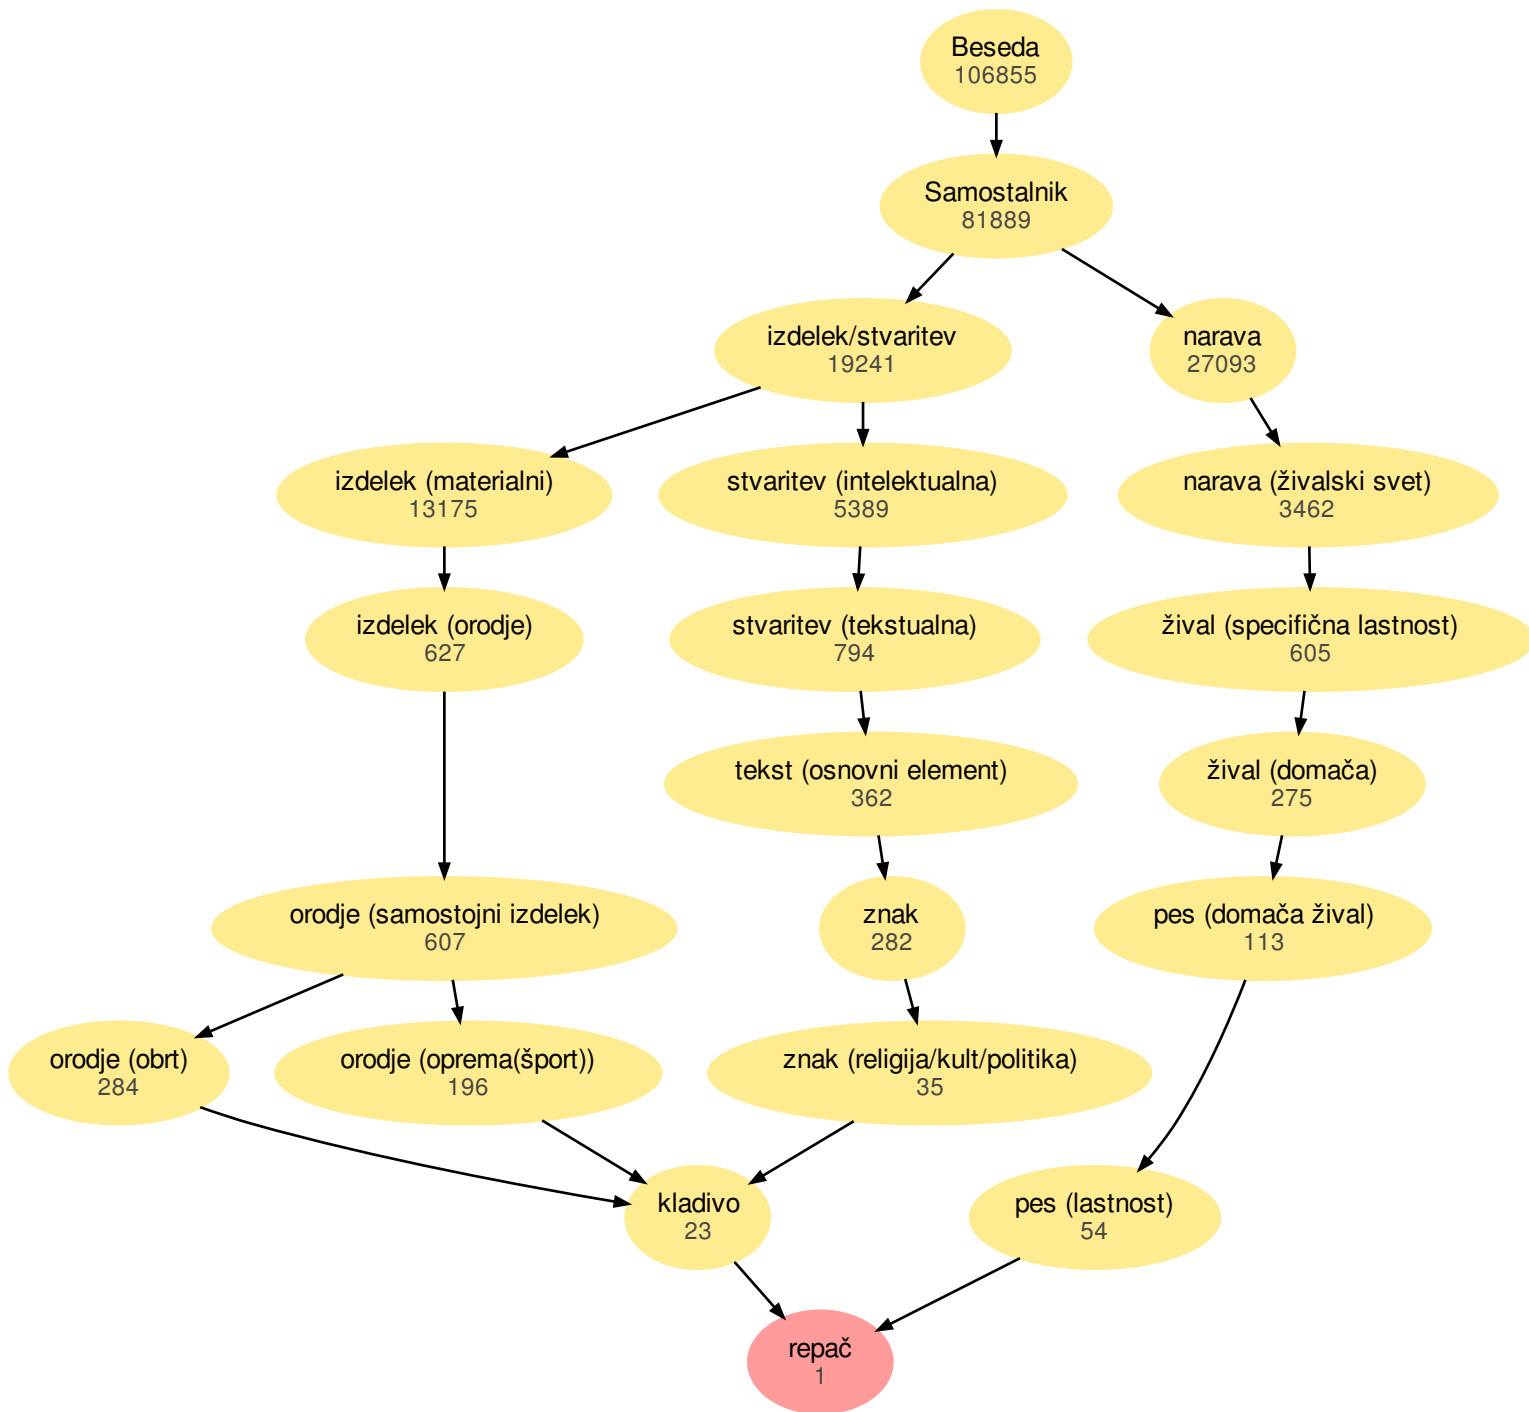 Beseda
106855
Samostalnik
81889
izdelek/stvaritev
19241
narava
27093
izdelek (materialni)
13175
stvaritev (intelektualna)
5389
narava (živalski svet)
3462
izdelek (orodje)
627
stvaritev (tekstualna)
794
žival (specifična lastnost)
605
tekst (osnovni element)
362
žival (domača)
275
orodje (samostojni izdelek)
607
znak
282
pes (domača žival)
113
orodje (obrt)
284
orodje (oprema(šport))
196
znak (religija/kult/politika)
35
kladivo
23
pes (lastnost)
54
repač
1